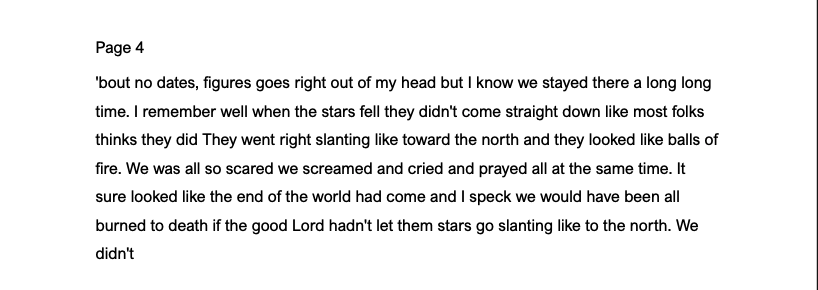 Page 4
'bout no dates, figures goes right out of my head but I know we stayed there a long long
time. I remember well when the stars fell they didn't come straight down like most folks
thinks they did They went right slanting like toward the north and they looked like balls of
fire. We was all so scared we screamed and cried and prayed all at the same time. It
sure looked like the end of the world had come and I speck we would have been all
burned to death if the good Lord hadn't let them stars go slanting like to the north. We
didn't